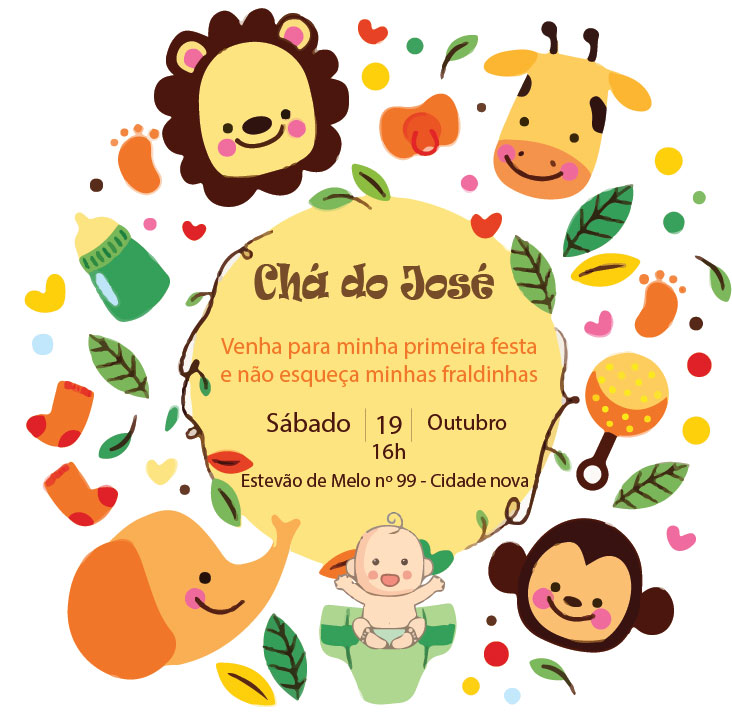 Chá do José
Venha para minha primeira festa
e não esqueça minhas fraldinhas
Sábado 19 Outubro
16h
Estevão de Melo nº 99 - Cidade nova